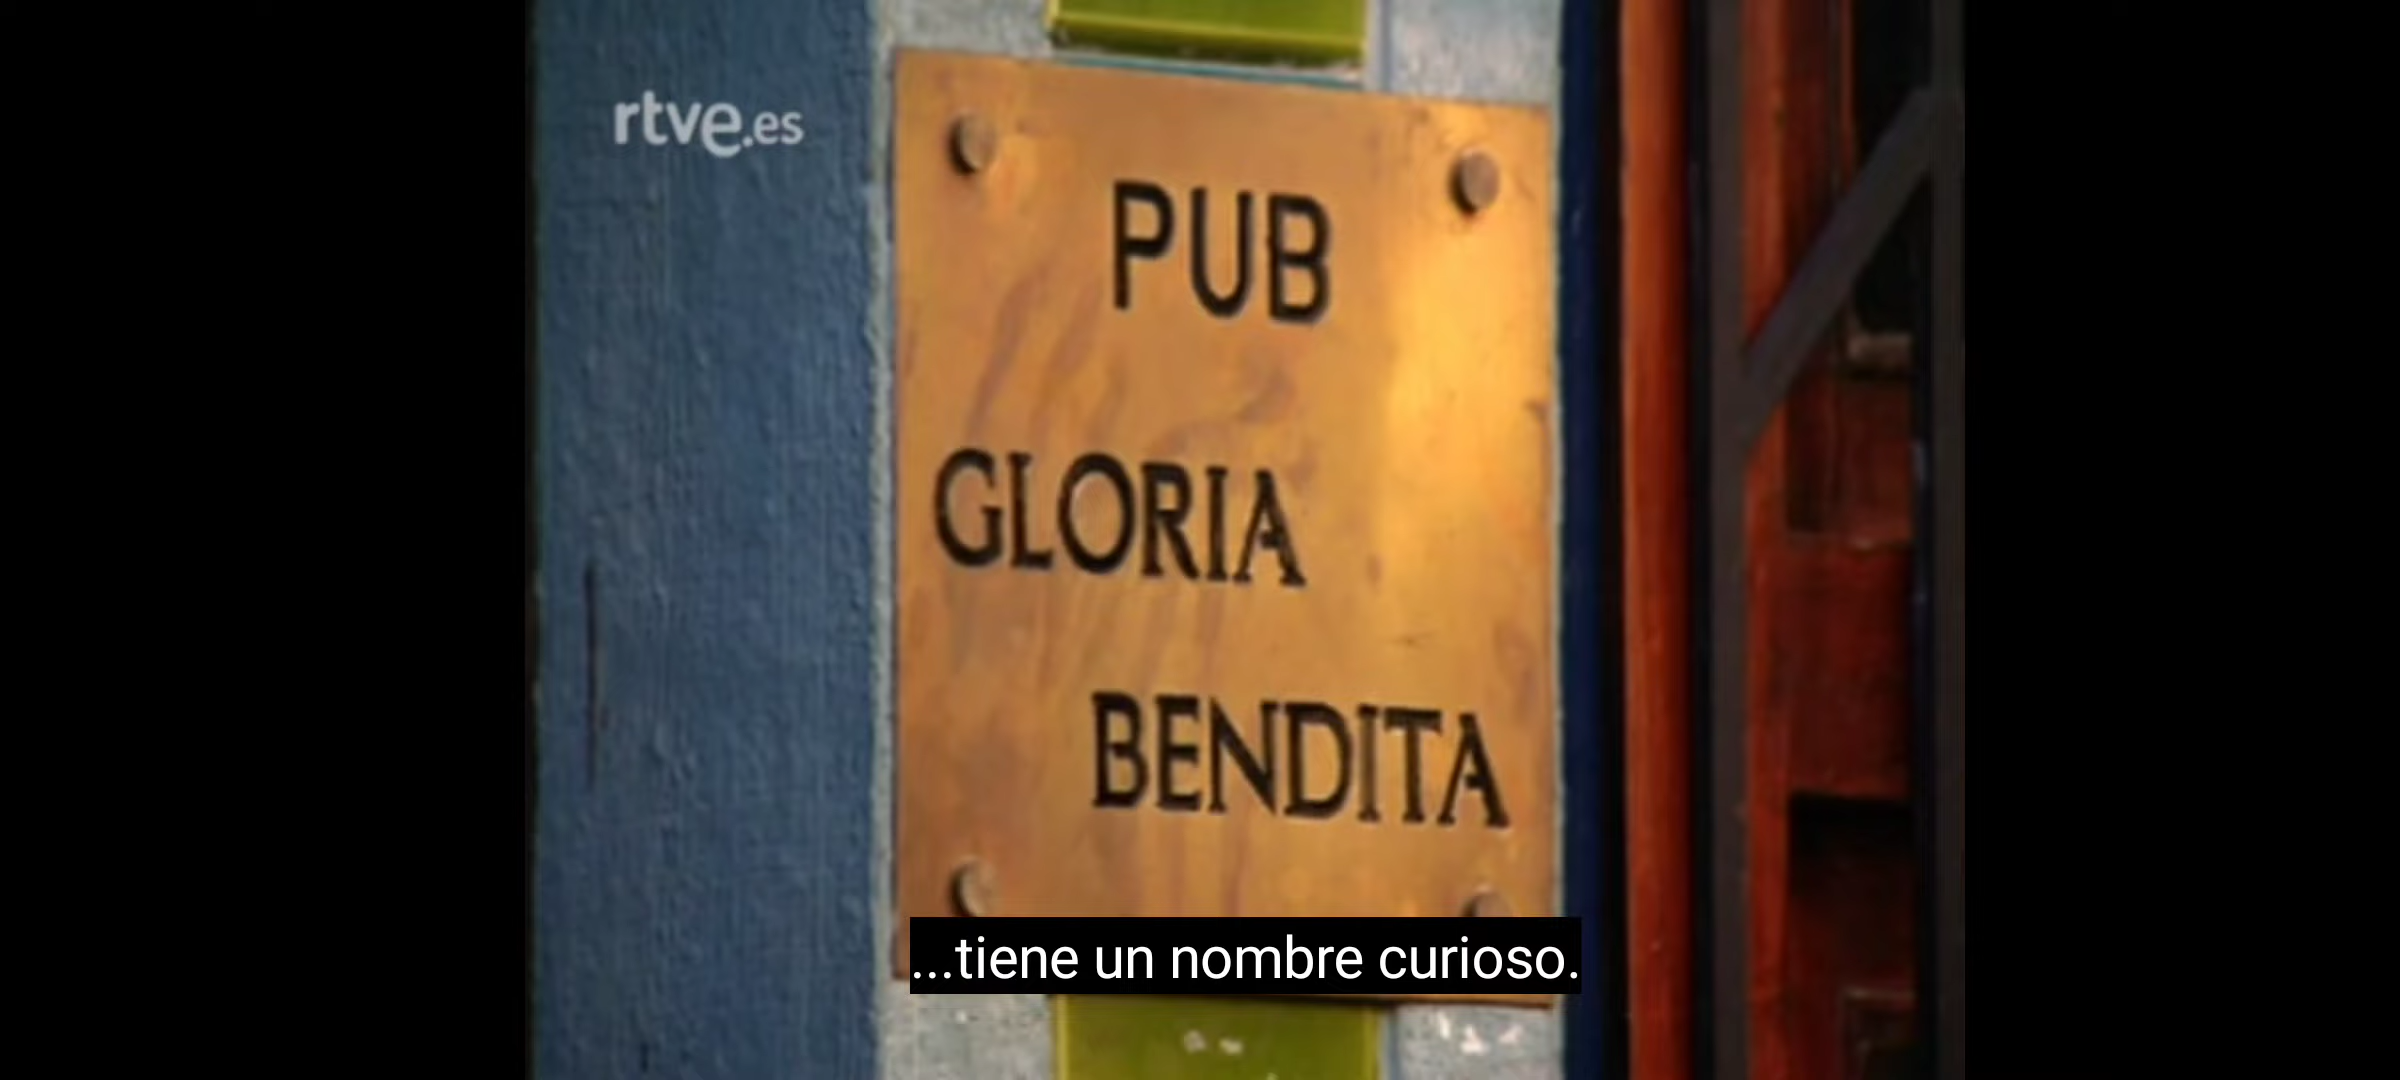 rtve.es
PUB
GLORIA
BENDITA
...tiene un nombre curioso.